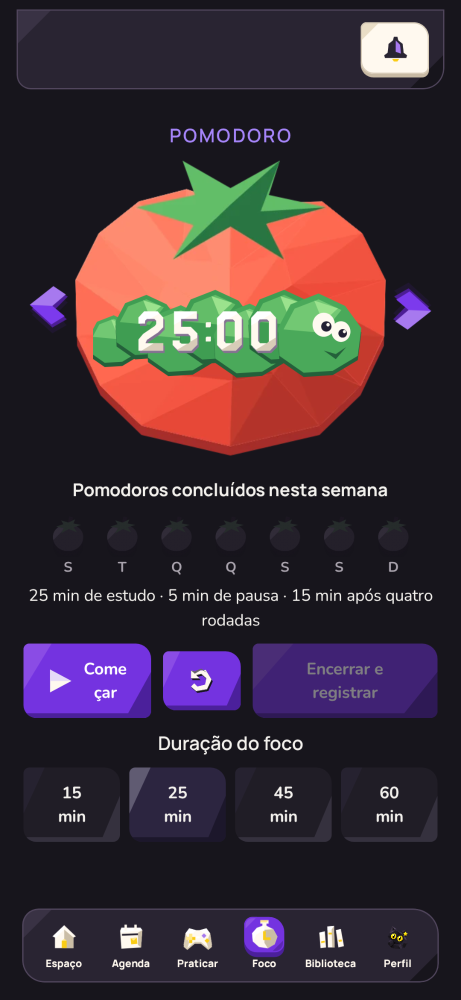 POMODORO
25:00
Pomodoros concluídos nesta semana
S T Q Q S S D
25 min de estudo · 5 min de pausa · 15 min após quatro
rodadas
Come
çar
Encerrar e
registrar
Duração do foco
15
min
25
min
45
min
60
min
Espaço Agenda Praticar Foco Biblioteca Perfil